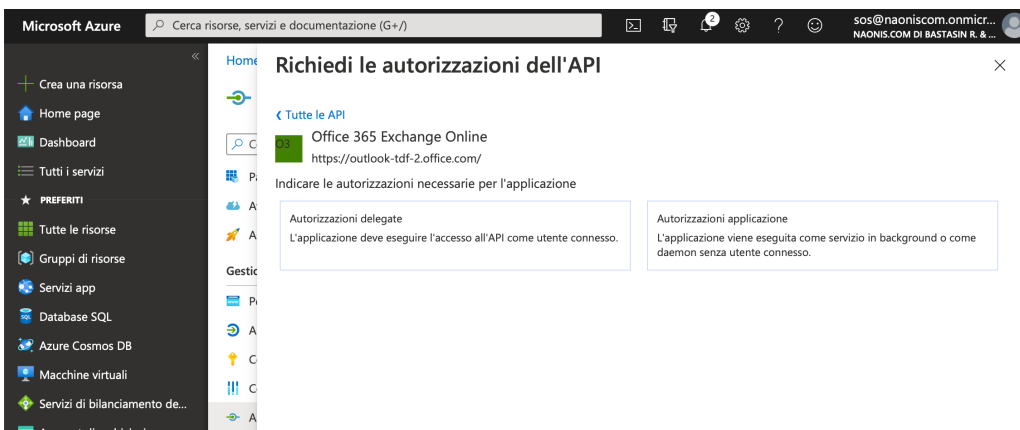 Microsoft Azure
Cerca risorse, servizi e documentazione (G+/)
2
sos@naoniscom.onmicr...
NAONIS.COM DI BASTASIN R. & ...
Crea una risorsa
Home page
Dashboard
Tutti i servizi
PREFERITI
Tutte le risorse
Gruppi di risorse
Servizi app
Database SQL
Azure Cosmos DB
Macchine virtuali
Servizi di bilanciamento de...
Home
Gestic
Richiedi le autorizzazioni dell'API
Tutte le API
O3
Office 365 Exchange Online
https://outlook-tdf-2.office.com/
Indicare le autorizzazioni necessarie per l'applicazione
Autorizzazioni delegate
L'applicazione deve eseguire l'accesso all'API come utente connesso.
Autorizzazioni applicazione
L'applicazione viene eseguita come servizio in background o come
daemon senza utente connesso.